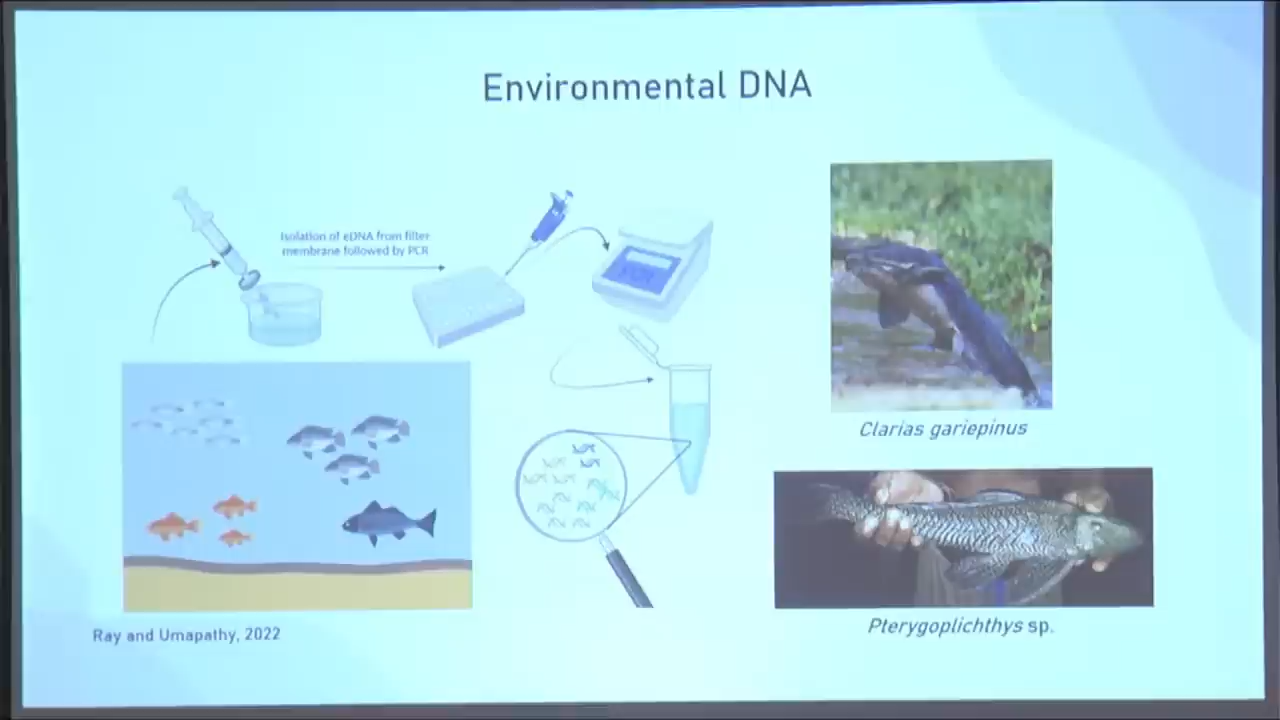 Environmental DNA
Isolation of eDNA from filter
membrane followed by PCR
Clarias gariepinus
Pterygoplichthys sp.
Ray and Umapathy, 2022